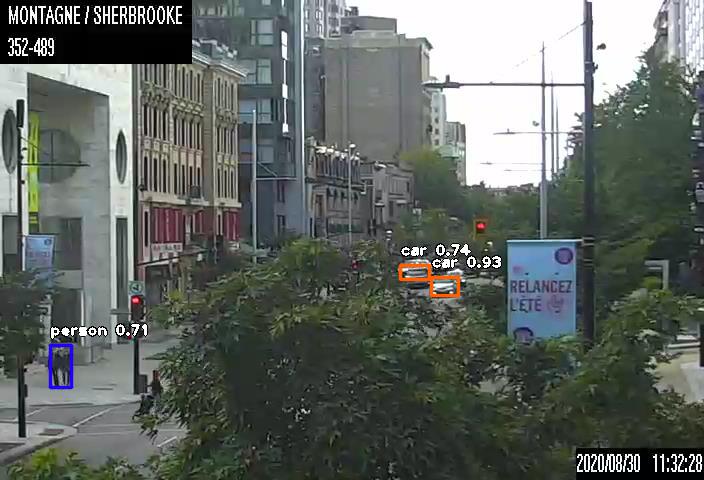 MONTAGNE / SHERBROOKE
352-489
car 0.74
car 0.93
RELANCEZ
L'ÉTÉ
person 0.71
2020/08/30 11:32:28